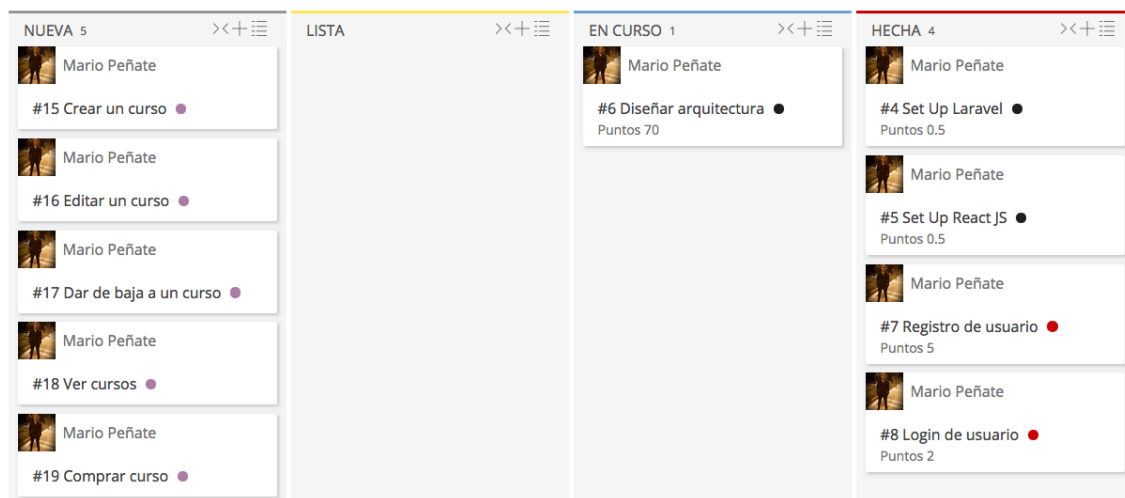 NUEVA 5
Mario Peñate
#15 Crear un curso
Mario Peñate
#16 Editar un curso
Mario Peñate
#17 Dar de baja a un curso
Mario Peñate
#18 Ver cursos
Mario Peñate
#19 Comprar curso
LISTA
EN CURSO 1
Mario Peñate
#6 Diseñar arquitectura
Puntos 70
HECHA 4
Mario Peñate
#4 Set Up Laravel
Puntos 0.5
Mario Peñate
#5 Set Up React JS
Puntos 0.5
Mario Peñate
#7 Registro de usuario
Puntos 5
Mario Peñate
#8 Login de usuario
Puntos 2